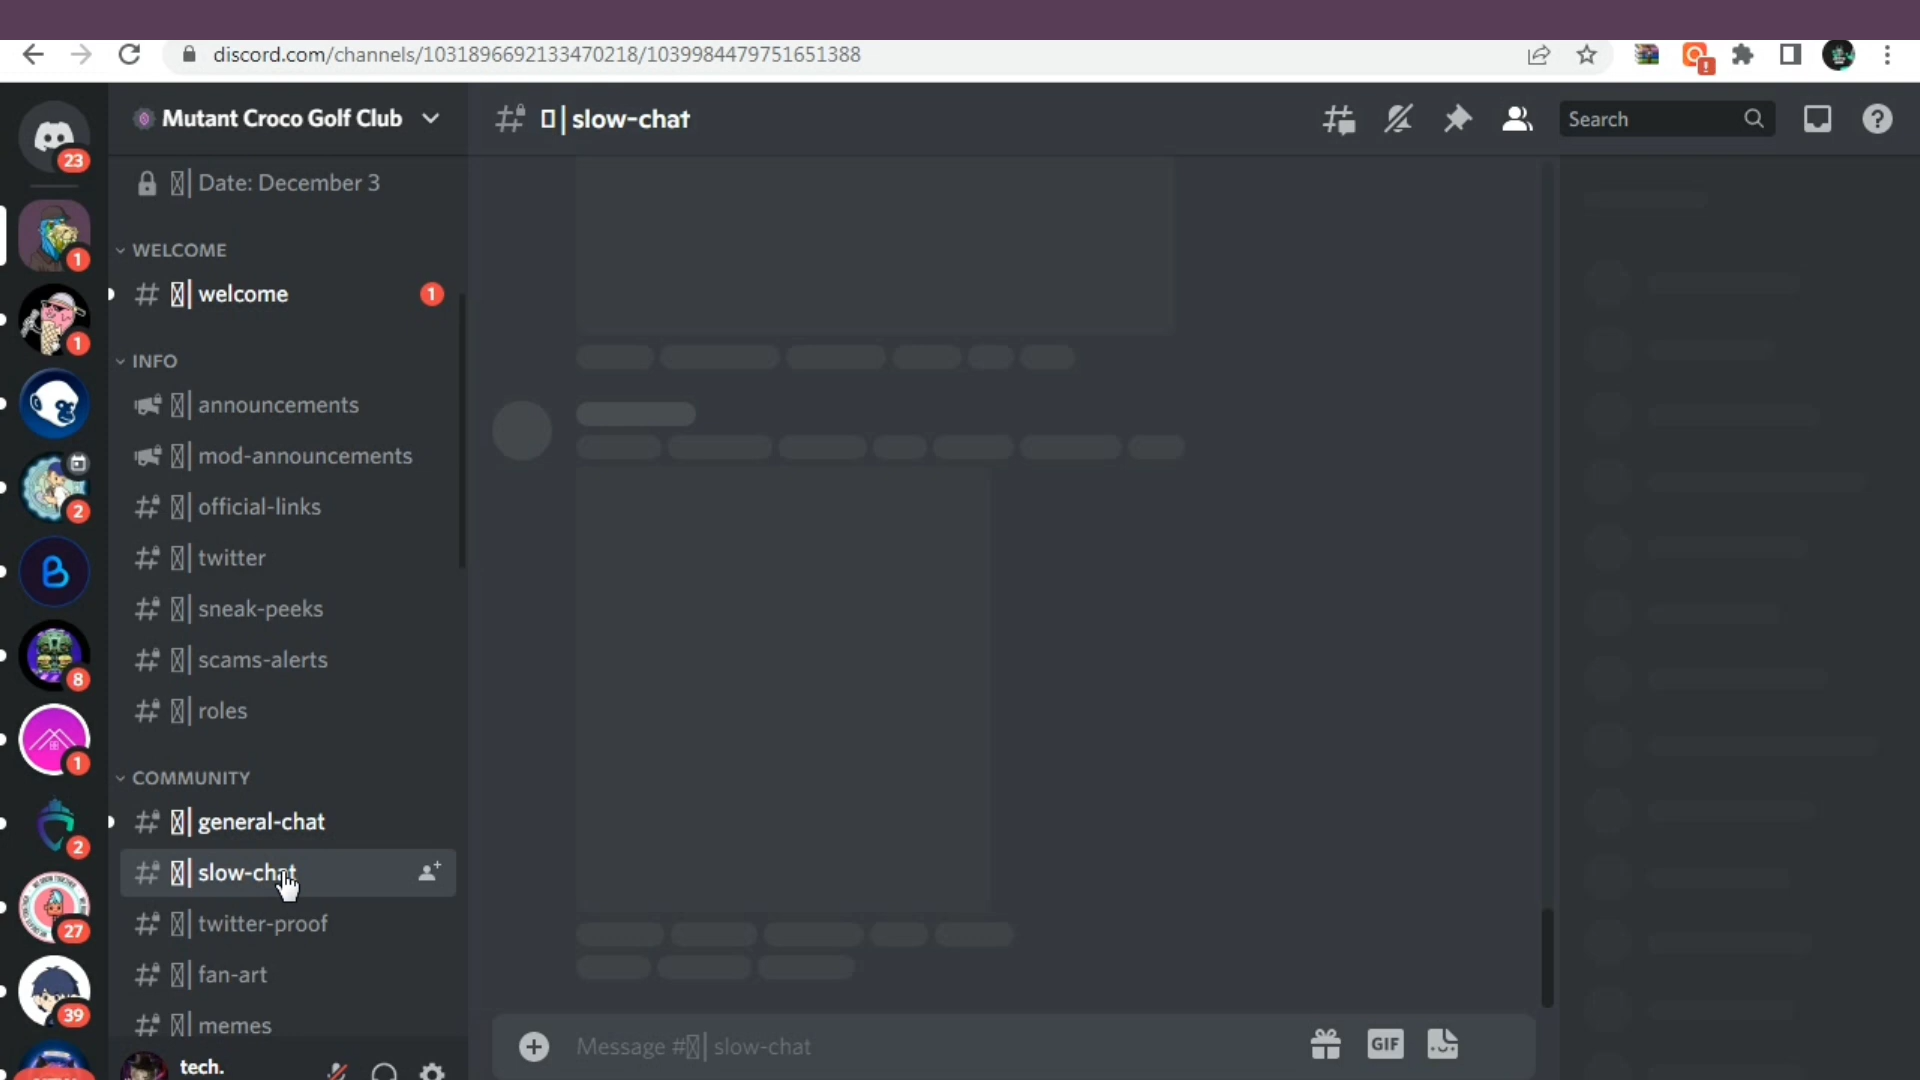 discord.com/channels/1031896692133470218/1039984479751651388
Mutant Croco Golf Club
| slow-chat
Search
23
| Date: December 3
1
WELCOME
| welcome
1
1
INFO
| announcements
| mod-announcements
2
| official-links
| twitter
B
| sneak-peeks
| scams-alerts
8
| roles
1
COMMUNITY
| general-chat
2
| slow-chat
| twitter-proof
27
| fan-art
39
| memes
Message #| slow-chat
GIF
tech.